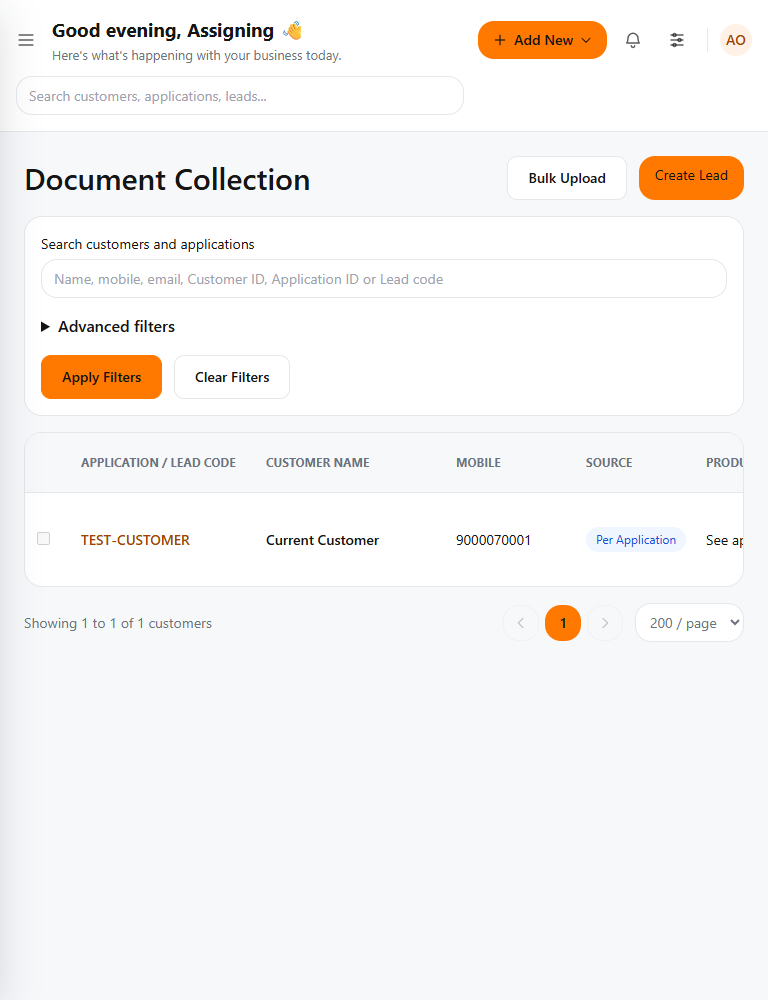 Good evening, Assigning 👋
Here's what's happening with your business today.
Add New
AO
Search customers, applications, leads...
Document Collection
Bulk Upload
Create Lead
Search customers and applications
Name, mobile, email, Customer ID, Application ID or Lead code
Advanced filters
Apply Filters
Clear Filters
APPLICATION / LEAD CODE CUSTOMER NAME MOBILE SOURCE PRODU
TEST-CUSTOMER Current Customer 9000070001 Per Application See ap
Showing 1 to 1 of 1 customers
1
200 / page